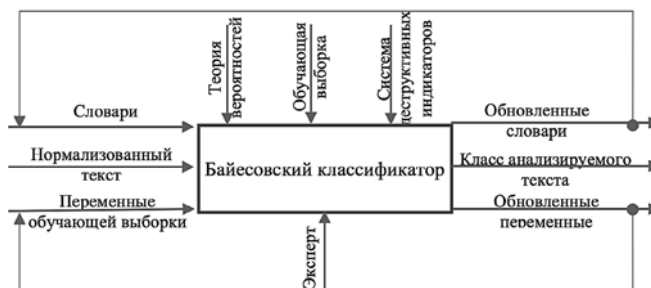 Теория
вероятностей
Обучающая
выборка
Система
деструктивных
индикаторов
Словари
Нормализованный
текст
Переменные
обучающей выборки
Байесовский классификатор
Обновленные
словари
Класс анализируемого
текста
Обновленные
переменные
Эксперт